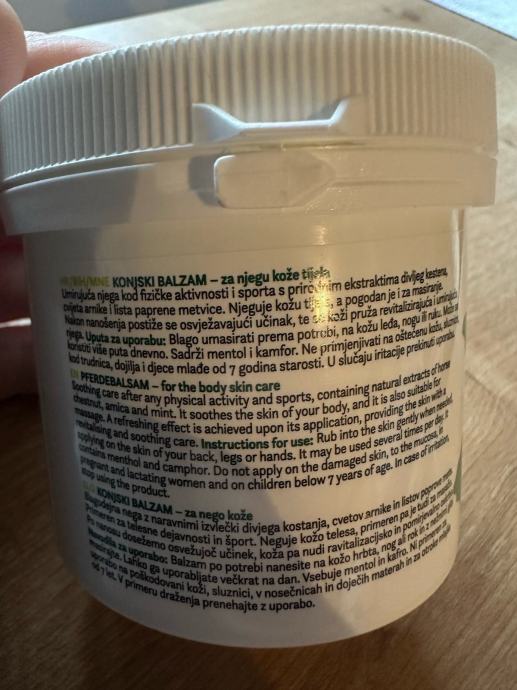 HR/BIH/MNE KONJSKI BALZAM – za njegu kože tijela
Umirujuća njega kod fizičke aktivnosti i sporta s prirodnim ekstraktima divljeg kestena,
cvijeta arnike i lista paprene metvice. Njeguje kožu tijela, a pogodan je i za masiranje.
Nakon nanošenja postiže se osvježavajući učinak, te se koži pruža revitalizirajuća i umirujuća
njega. Uputa za uporabu: Blago umasirati prema potrebi, na kožu leđa, nogu ili ruku. Može se
koristiti više puta dnevno. Sadrži mentol i kamfor. Ne primjenjivati na oštećenu kožu, sluznicu,
kod trudnica, dojilja i djece mlađe od 7 godina starosti. U slučaju iritacije prekinuti uporabu.
EN PFERDEBALSAM – for the body skin care
Soothing care after any physical activity and sports, containing natural extracts of horse
chestnut, arnica and mint. It soothes the skin of your body, and it is also suitable for
massage. A refreshing effect is achieved upon its application, providing the skin with a
revitalising and soothing care. Instructions for use: Rub into the skin gently when needed,
applying on the skin of your back, legs or hands. It may be used several times per day. It
contains menthol and camphor. Do not apply on the damaged skin, to the mucosa, in
pregnant and lactating women and on children below 7 years of age. In case of irritation,
stop using the product.
KONJSKI BALZAM – za nego kože
Blagodejna nega z naravnimi izvlečki divjega kostanja, cvetov arnike in listov poprove mete.
Primeren za telesne dejavnosti in šport. Neguje kožo telesa, primeren pa je tudi za masažo.
Po nanosu dosežemo osvežujoč učinek, koža pa nudi ravitalizacijsko in pomirjevalno nego.
Navodila za uporabo: Balzam po potrebi nanesite na kožo hrbta, nog ali rok in z nežnimi gibi
vmasirajte. Lahko ga uporabljate večkrat na dan. Vsebuje mentol in kafro. Ni primeren za
uporabo na poškodovani koži, sluznici, v nosečnicah in doječih materah in za otroke mlajše
od 7 let. V primeru draženja prenehajte z uporabo.